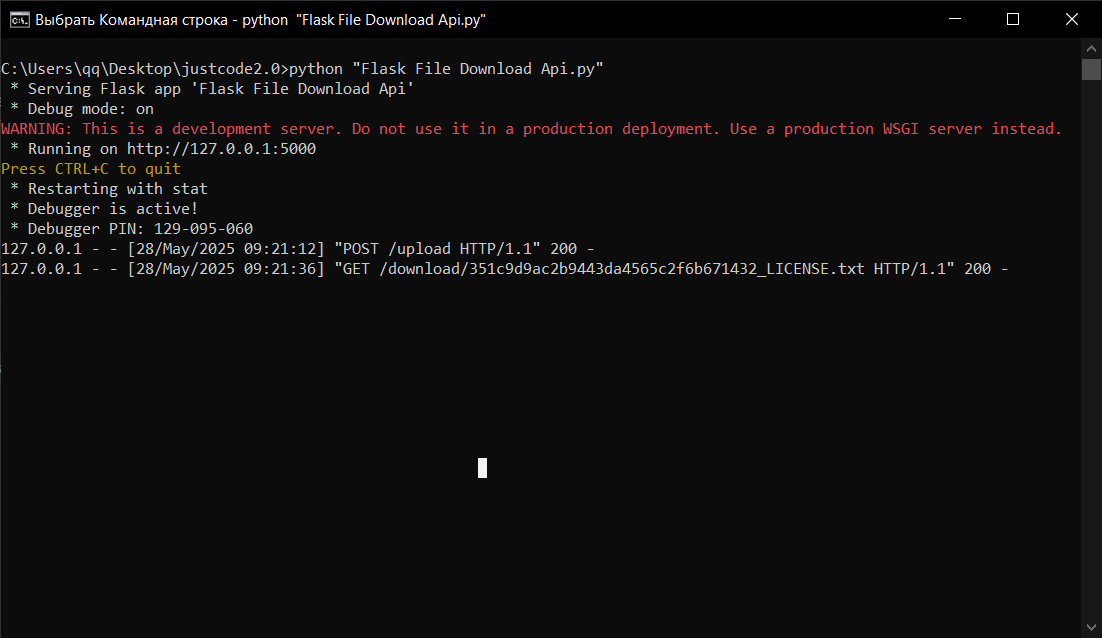 Выбрать Командная строка - python  "Flask File Download Api.py"
C:\Users\qq\Desktop\justcode2.0>python "Flask File Download Api.py"
 * Serving Flask app 'Flask File Download Api'
 * Debug mode: on
WARNING: This is a development server. Do not use it in a production deployment. Use a production WSGI server instead.
 * Running on http://127.0.0.1:5000
Press CTRL+C to quit
 * Restarting with stat
 * Debugger is active!
 * Debugger PIN: 129-095-060
127.0.0.1 - - [28/May/2025 09:21:12] "POST /upload HTTP/1.1" 200 -
127.0.0.1 - - [28/May/2025 09:21:36] "GET /download/351c9d9ac2b9443da4565c2f6b671432_LICENSE.txt HTTP/1.1" 200 -